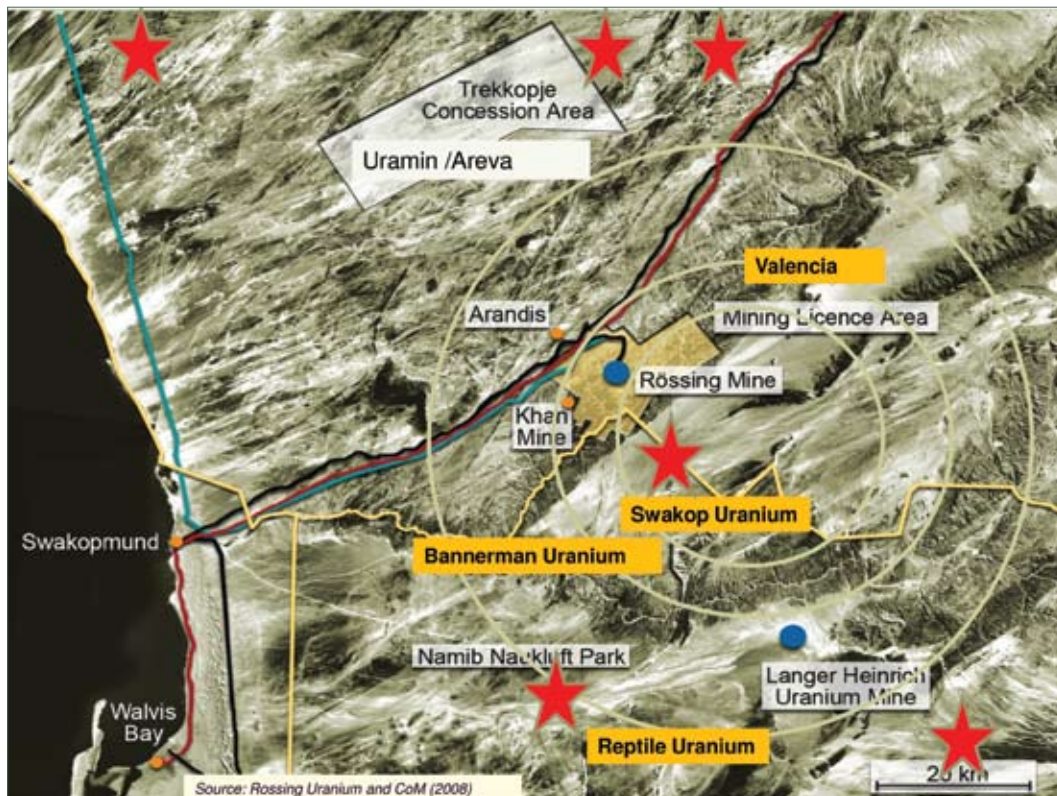 Trekkopje
Concession Area
Uramin /Areva
Valencia
Arandis
Mining Licence Area
Rössing Mine
Khan
Mine
Swakop Uranium
Swakopmund
Bannerman Uranium
Namib Naukluft Park
Langer Heinrich
Uranium Mine
Walvis
Bay
Reptile Uranium
25 km
Source: Rossing Uranium and CoM (2008)